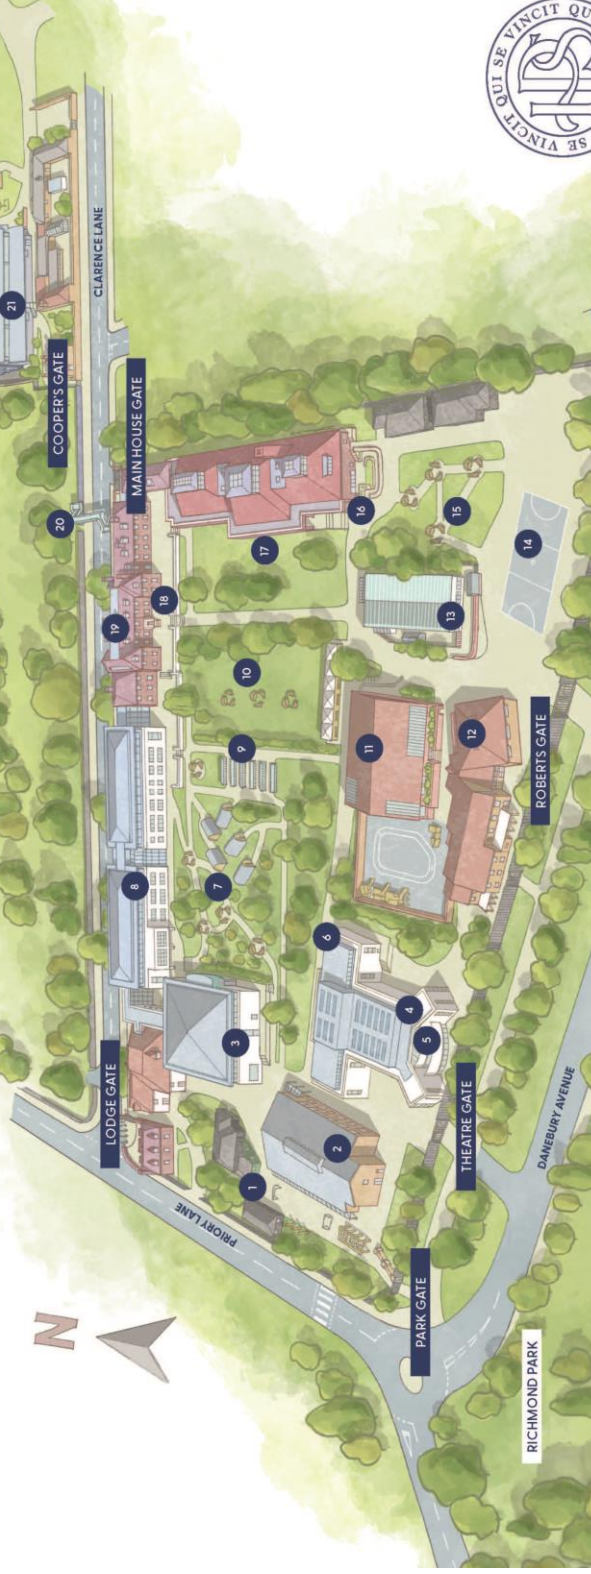 N
RICHMOND PARK
PARK GATE
PRIORY LANE
LODGE GATE
THEATRE GATE
DANEBURY AVENUE
ROBERTS GATE
MAIN HOUSE GATE
COOPER'S GATE
CLARENCE LANE
1
2
3
4
5
6
7
8
9
10
11
12
13
14
15
16
17
18
19
20
21
QUI SE VINCIT QU
SE VINCIT